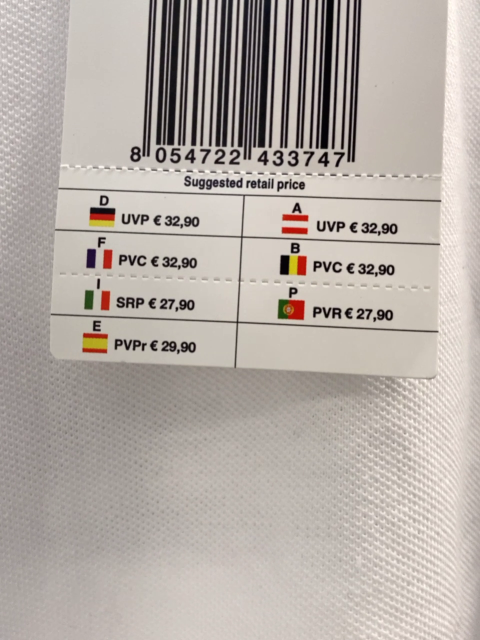 8 054722 433747
Suggested retail price
D
UVP € 32,90
A
UVP € 32,90
F
PVC € 32,90
B
PVC € 32,90
I
SRP € 27,90
P
PVR € 27,90
E
PVPr € 29,90